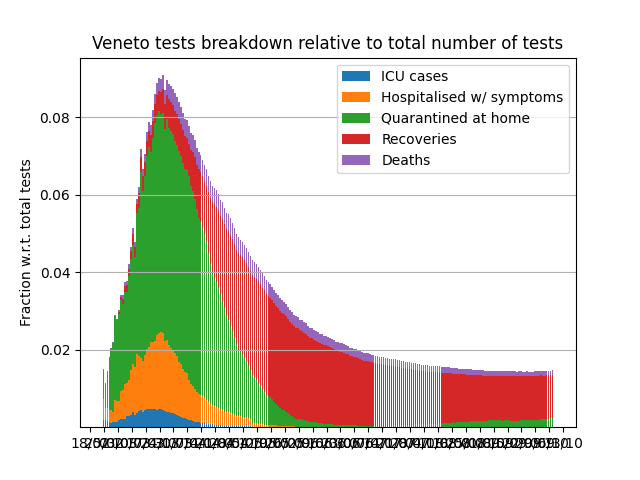 Veneto tests breakdown relative to total number of tests
ICU cases
Hospitalised w/ symptoms
Quarantined at home
Recoveries
Deaths
Fraction w.r.t. total tests
0.08
0.06
0.04
0.02